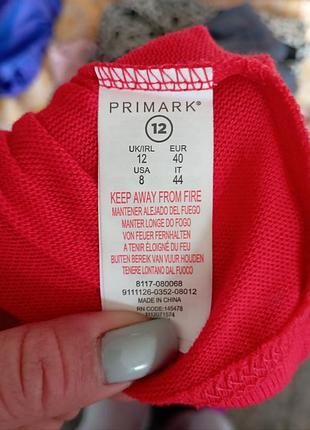 PRIMARK®
12
UK/IRL EUR
12 40
USA IT
8 44
KEEP AWAY FROM FIRE
MANTENER ALEJADO DEL FUEGO
MANTER LONGE DO FOGO
VON FEUER FERNHALTEN
A TENIR ÉLOIGNÉ DU FEU
BUITEN BEREIK VAN VUUR HOUDEN
TENERE LONTANO DAL FUOCO
8117-080068
9111126-0352-08012
MADE IN CHINA
RN CODE: 145478